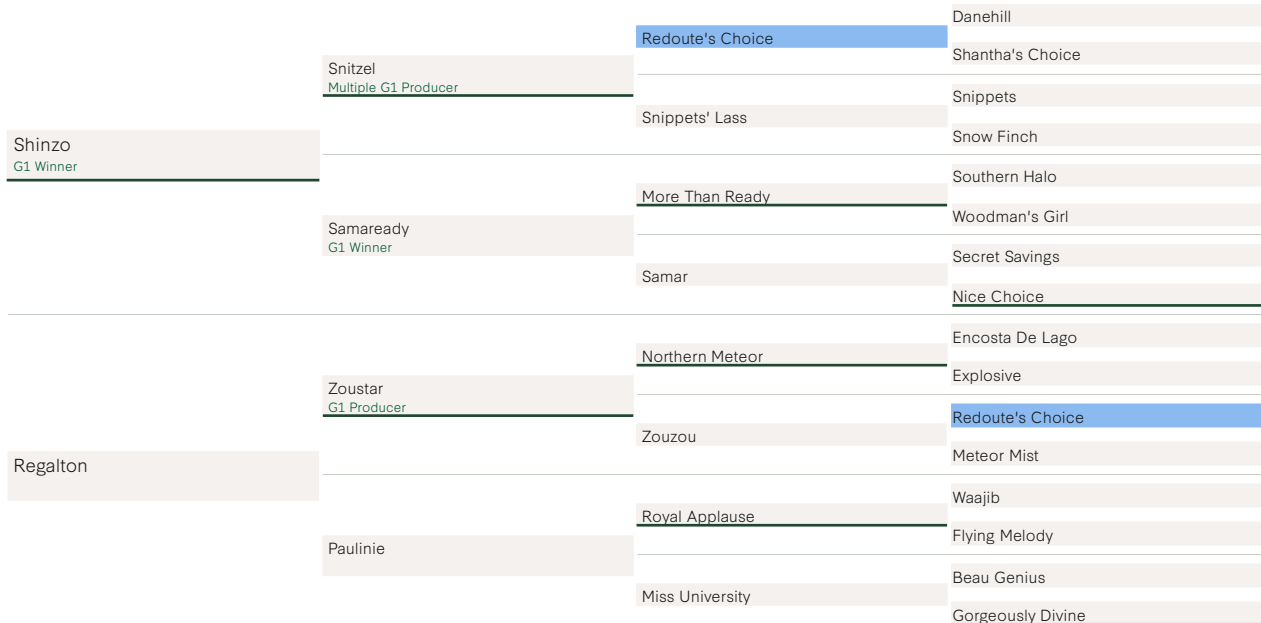 Shinzo
G1 Winner
Snitzel
Multiple G1 Producer
Redoute's Choice
Danehill
Shantha's Choice
Snippets' Lass
Snippets
Snow Finch
Samaready
G1 Winner
More Than Ready
Southern Halo
Woodman's Girl
Samar
Secret Savings
Nice Choice
Regalton
Zoustar
G1 Producer
Northern Meteor
Encosta De Lago
Explosive
Zouzou
Redoute's Choice
Meteor Mist
Paulinie
Royal Applause
Waajib
Flying Melody
Miss University
Beau Genius
Gorgeously Divine